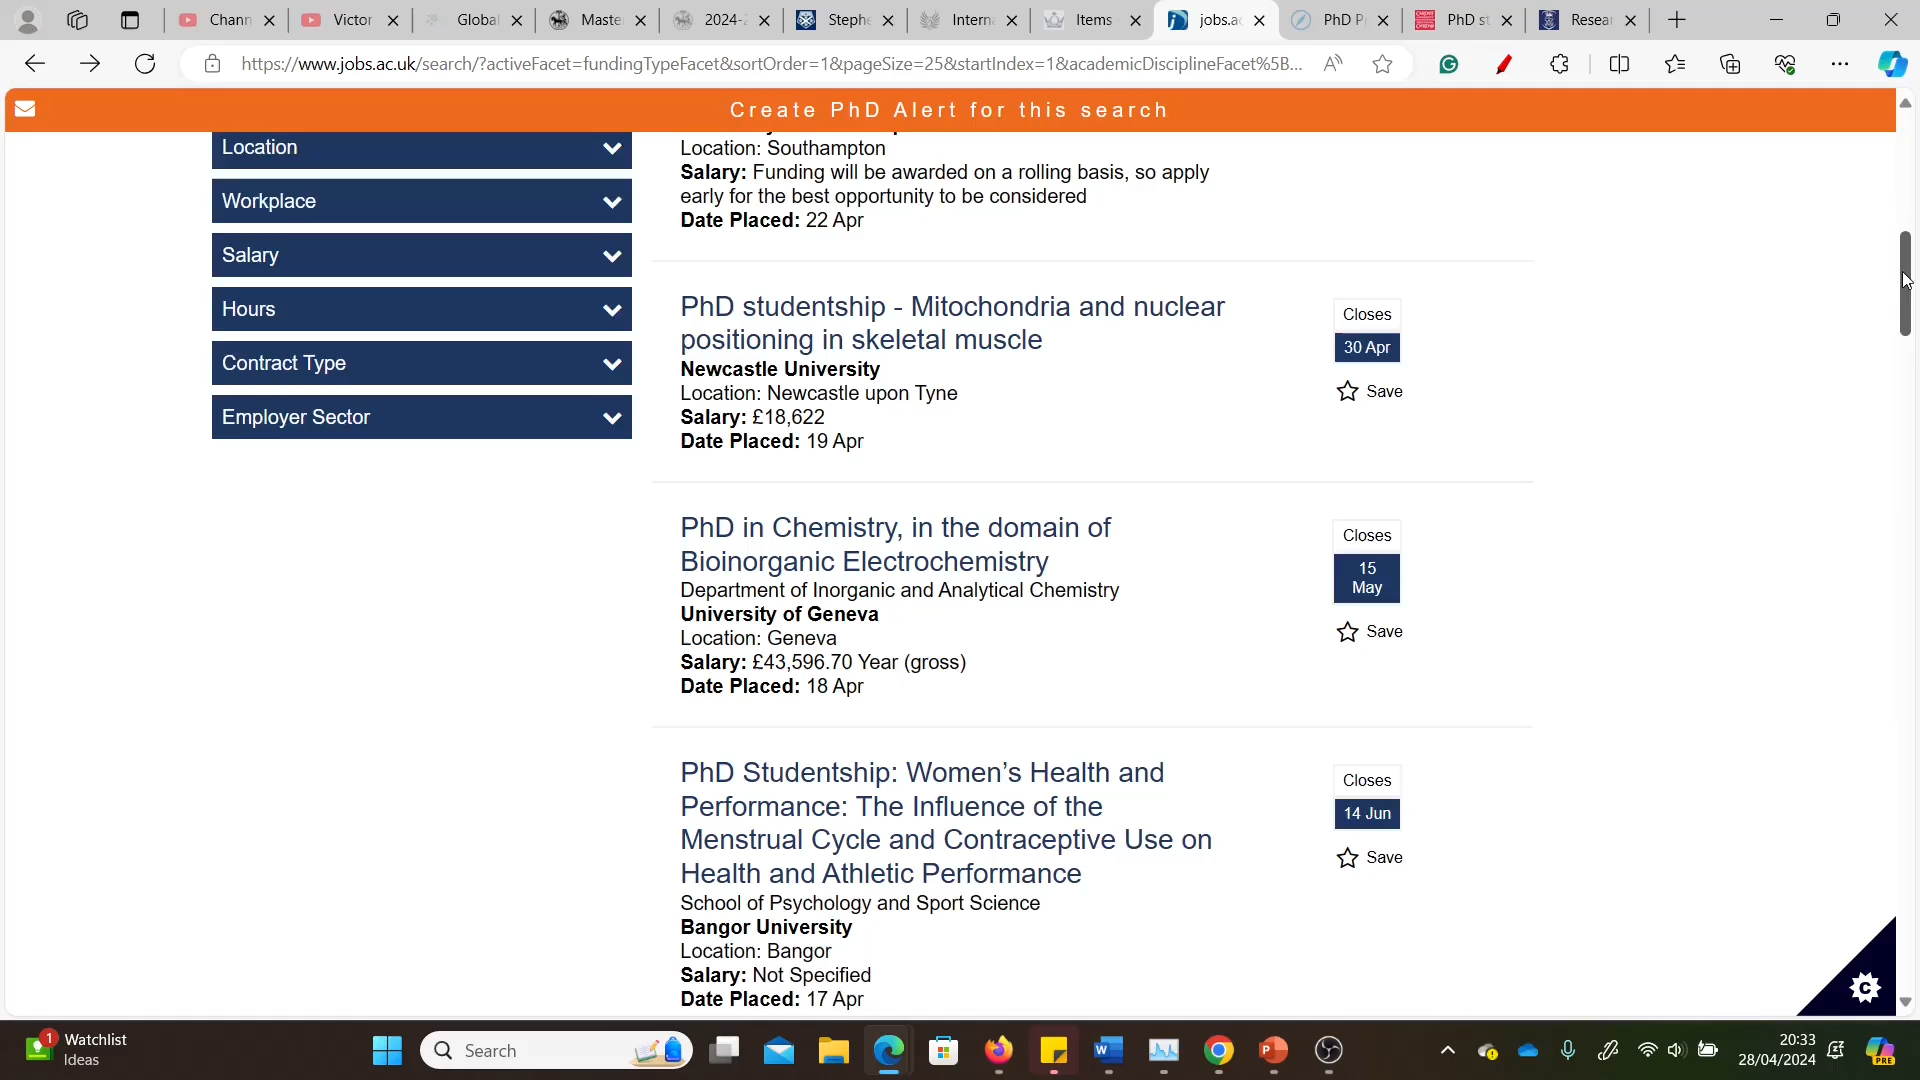 Chann
Victor
Global
Maste
2024-2
Stephe
Interna
Items
jobs.ac
PhD P
PhD st
Resear
https://www.jobs.ac.uk/search/?activeFacet=fundingTypeFacet&sortOrder=1&pageSize=25&startIndex=1&academicDisciplineFacet%5B...
Create PhD Alert for this search
Location
Workplace
Salary
Hours
Contract Type
Employer Sector
Location: Southampton
Salary: Funding will be awarded on a rolling basis, so apply
early for the best opportunity to be considered
Date Placed: 22 Apr
PhD studentship - Mitochondria and nuclear
positioning in skeletal muscle
Newcastle University
Location: Newcastle upon Tyne
Salary: £18,622
Date Placed: 19 Apr
Closes
30 Apr
Save
PhD in Chemistry, in the domain of
Bioinorganic Electrochemistry
Department of Inorganic and Analytical Chemistry
University of Geneva
Location: Geneva
Salary: £43,596.70 Year (gross)
Date Placed: 18 Apr
Closes
15
May
Save
PhD Studentship: Women’s Health and
Performance: The Influence of the
Menstrual Cycle and Contraceptive Use on
Health and Athletic Performance
School of Psychology and Sport Science
Bangor University
Location: Bangor
Salary: Not Specified
Date Placed: 17 Apr
Closes
14 Jun
Save
1
Watchlist
Ideas
Search
20:33
28/04/2024
PRE